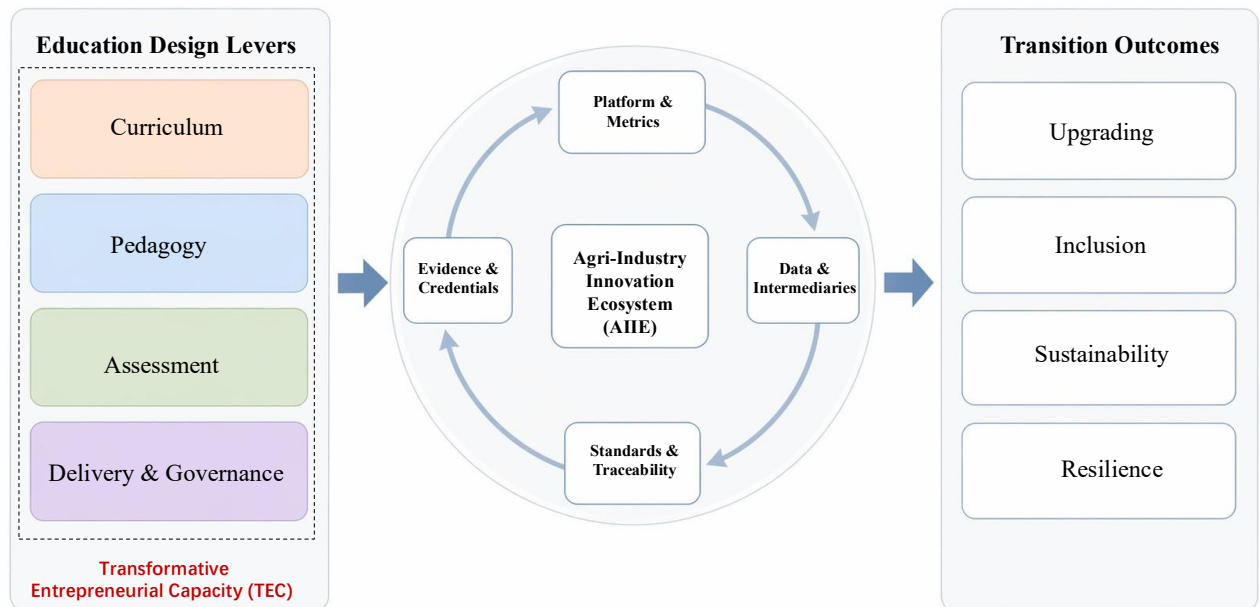 Education Design Levers
Curriculum
Pedagogy
Assessment
Delivery & Governance
Transformative
Entrepreneurial Capacity (TEC)
Platform &
Metrics
Evidence &
Credentials
Agri-Industry
Innovation
Ecosystem
(AIIE)
Data &
Intermediaries
Standards &
Traceability
Transition Outcomes
Upgrading
Inclusion
Sustainability
Resilience